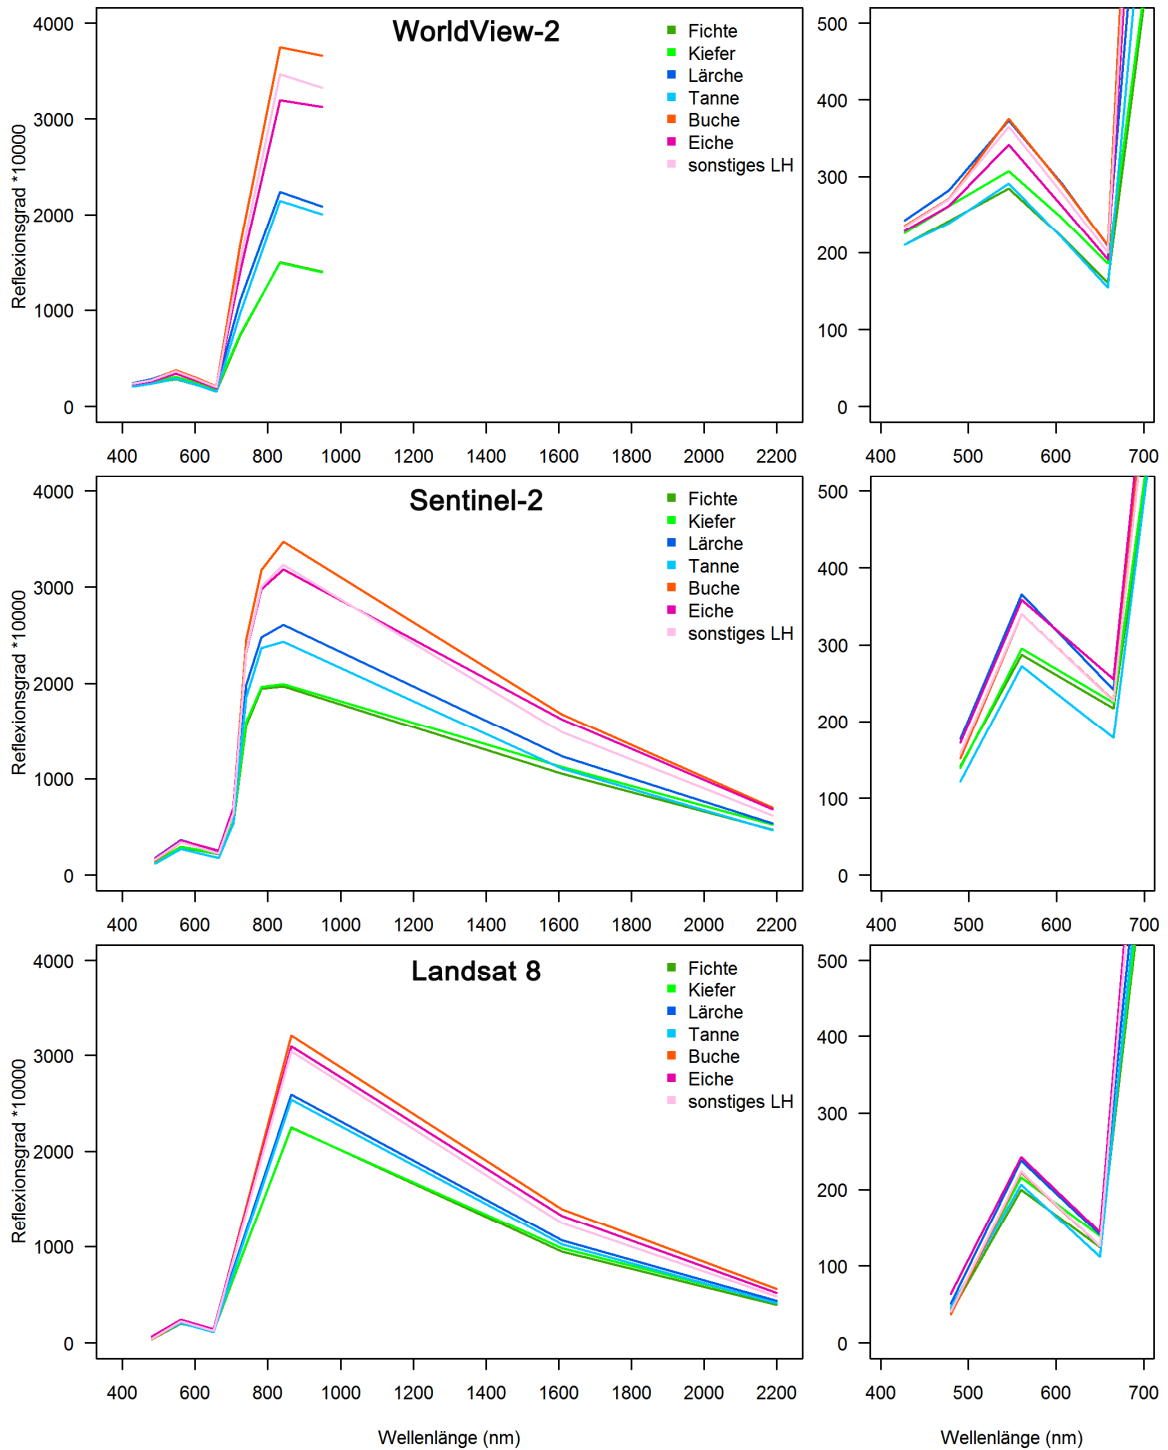 WorldView-2
Reflexionsgrad *10000
4000
3000
2000
1000
0
Fichte
Kiefer
Lärche
Tanne
Buche
Eiche
sonstiges LH
400 600 800 1000 1200 1400 1600 1800 2000 2200
500
400
300
200
100
0
400 500 600 700
Sentinel-2
Reflexionsgrad *10000
4000
3000
2000
1000
0
Fichte
Kiefer
Lärche
Tanne
Buche
Eiche
sonstiges LH
400 600 800 1000 1200 1400 1600 1800 2000 2200
500
400
300
200
100
0
400 500 600 700
Landsat 8
Reflexionsgrad *10000
4000
3000
2000
1000
0
Fichte
Kiefer
Lärche
Tanne
Buche
Eiche
sonstiges LH
400 600 800 1000 1200 1400 1600 1800 2000 2200
Wellenlänge (nm)
500
400
300
200
100
0
400 500 600 700
Wellenlänge (nm)